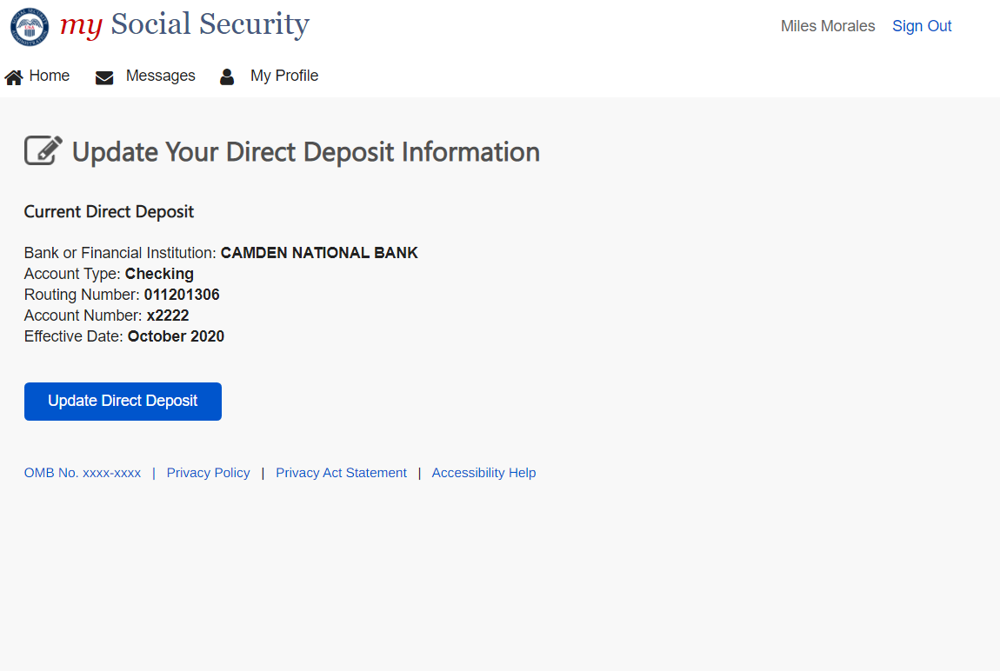 my Social Security
Miles Morales Sign Out
Home Messages My Profile
Update Your Direct Deposit Information
Current Direct Deposit
Bank or Financial Institution: CAMDEN NATIONAL BANK
Account Type: Checking
Routing Number: 011201306
Account Number: x2222
Effective Date: October 2020
Update Direct Deposit
OMB No. xxxx-xxxx | Privacy Policy | Privacy Act Statement | Accessibility Help